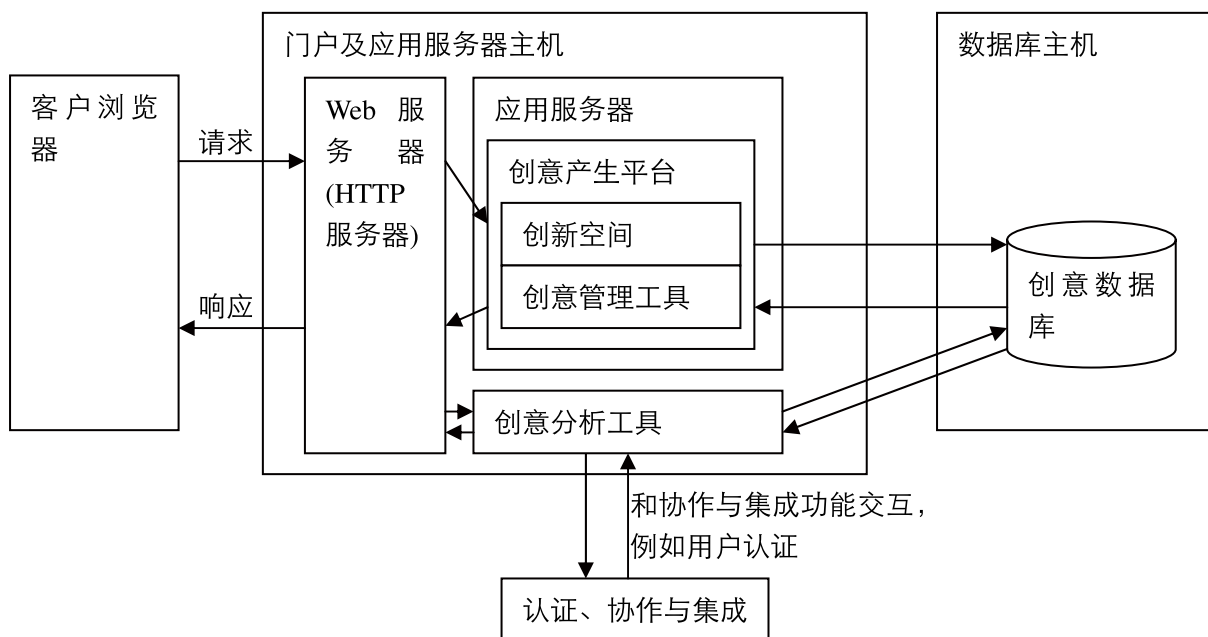 门户及应用服务器主机
数据库主机
客户浏览
器
请求
响应
Web 服
务器
(HTTP
服务器)
应用服务器
创意产生平台
创新空间
创意管理工具
创意分析工具
创意数据
库
和协作与集成功能交互，
例如用户认证
认证、协作与集成